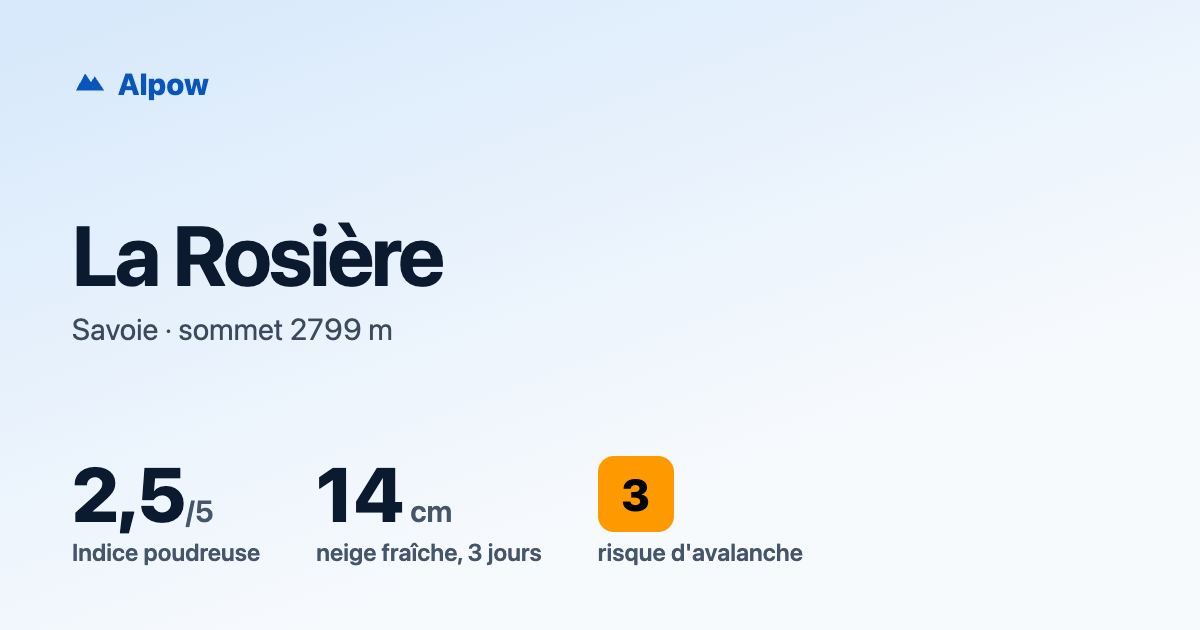 Alpow
La Rosière
Savoie · sommet 2799 m
2,5/5
Indice poudreuse
14 cm
neige fraîche, 3 jours
3
risque d'avalanche